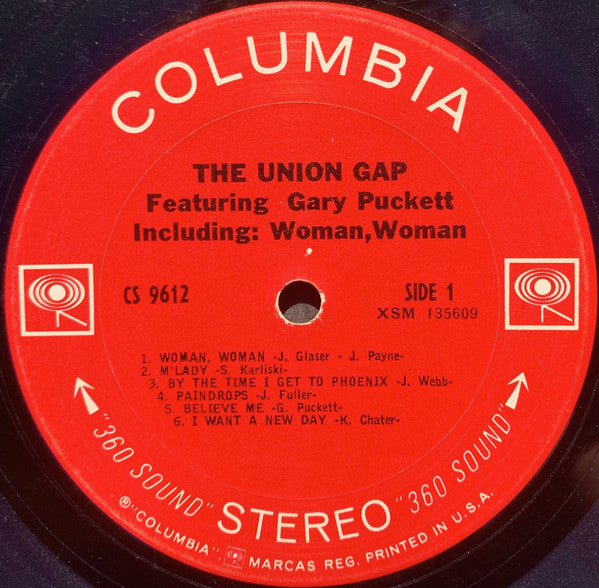 COLUMBIA
THE UNION GAP
Featuring Gary Puckett
Including: Woman,Woman
CS 9612
SIDE 1
XSM 135609
1. WOMAN, WOMAN -J. Glaser - J. Payne-
2. M'LADY -S. Karliski-
3. BY THE TIME I GET TO PHOENIX -J. Webb-
4. PAINDROPS -J. Fuller-
5. BELIEVE ME -G. Puckett-
6. I WANT A NEW DAY -K. Chater-
"360 SOUND" STEREO "360 SOUND"
®"COLUMBIA", MARCAS REG. PRINTED IN U.S.A.